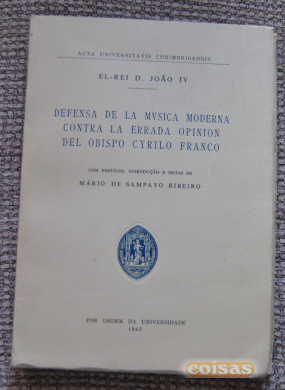 ACTA UNIVERSITATIS CONIMBRIGENSIS
EL-REI D. JOÃO IV
DEFENSA DE LA MVSICA MODERNA
CONTRA LA ERRADA OPINION
DEL OBISPO CYRILO FRANCO
COM PREFÁCIO, INTRODUÇÃO E NOTAS DE
MÁRIO DE SAMPAYO RIBEIRO
POR ORDEM DA UNIVERSIDADE
1965
coisas